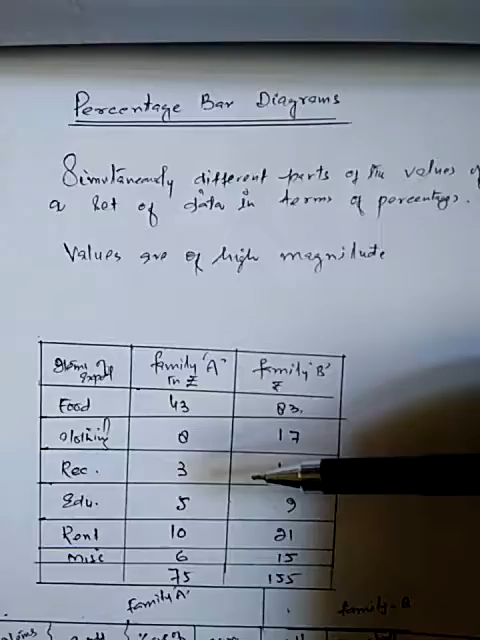 Percentage Bar Diagrams
Simultaneously different parts of the values of
a set of data in terms of percentages.
Values are of high magnitude
Items family 'A' family 'B'
in ₹ ₹
Food 43 83.
clothing 8 17
Rec. 3
Edu. 5 9
Rent 10 21
misc 6 15
75 155
family 'A' family-B